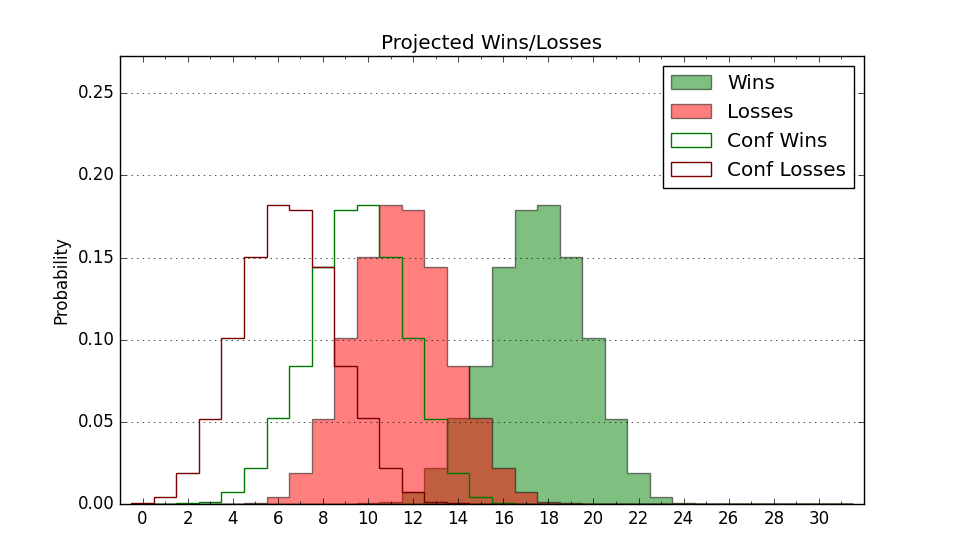 Projected Wins/Losses
Wins
Losses
Conf Wins
Conf Losses
Probability
0.25
0.20
0.15
0.10
0.05
0.00
0 2 4 6 8 10 12 14 16 18 20 22 24 26 28 30